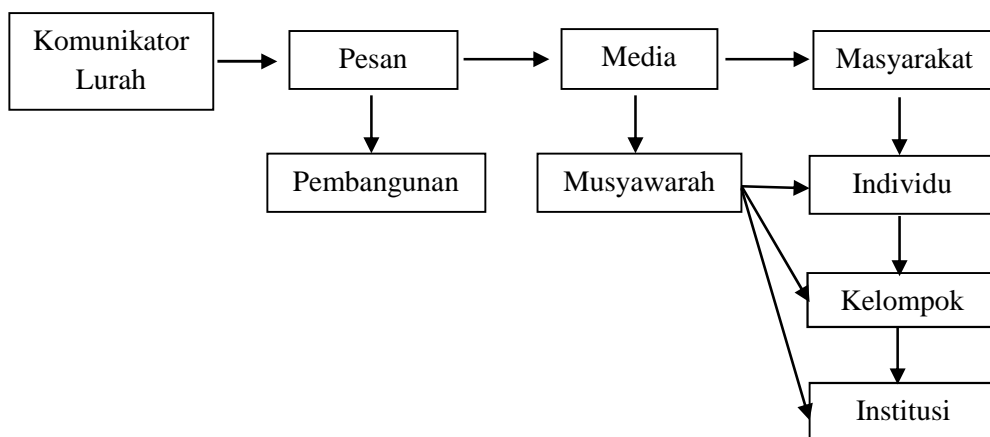 Komunikator
Lurah
Pesan
Media
Masyarakat
Pembangunan
Musyawarah
Individu
Kelompok
Institusi